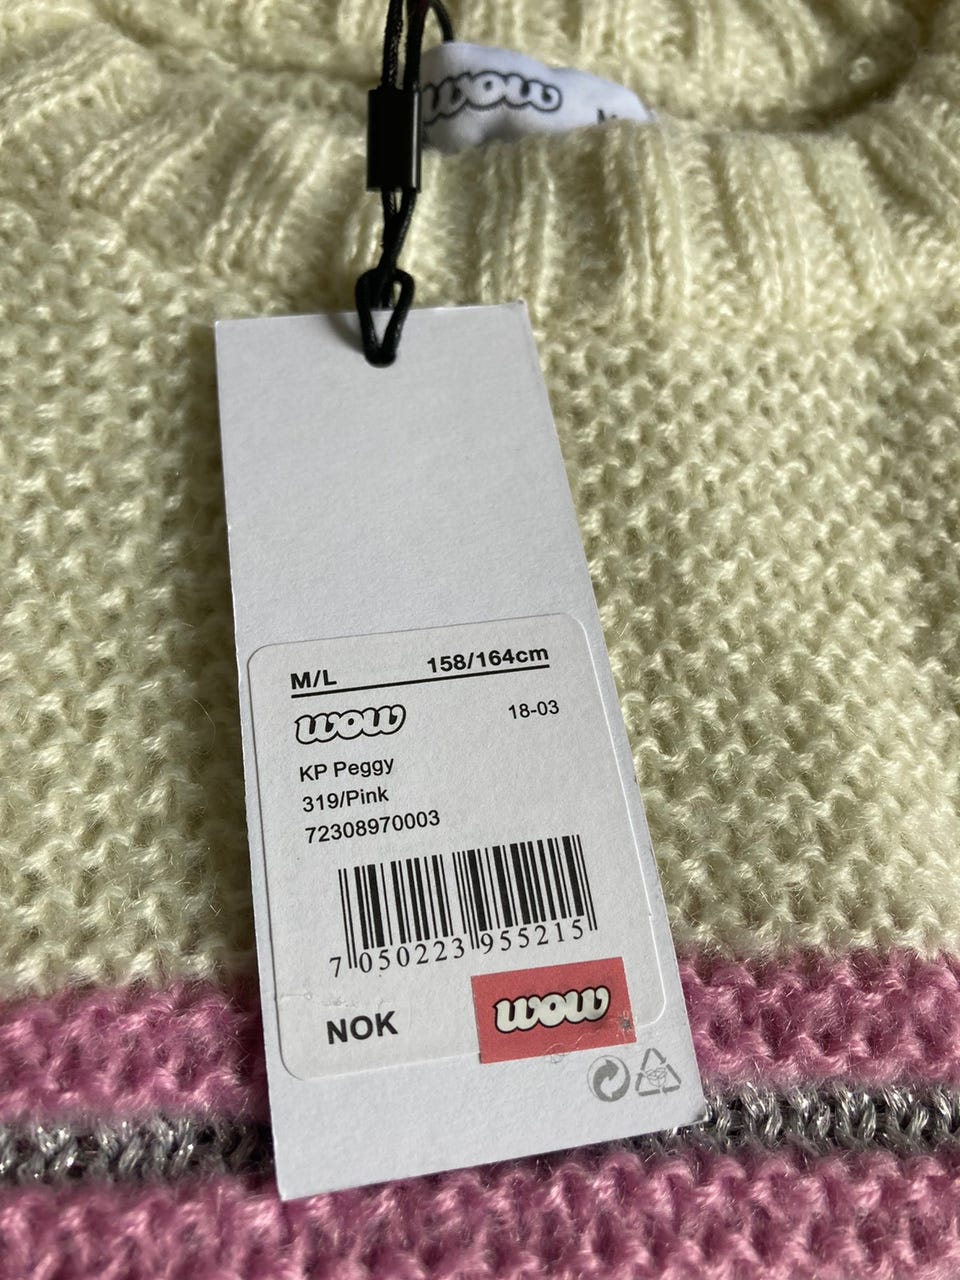 wow
M/L 158/164cm
wow 18-03
KP Peggy
319/Pink
72308970003
7 050223 955215
NOK
wow